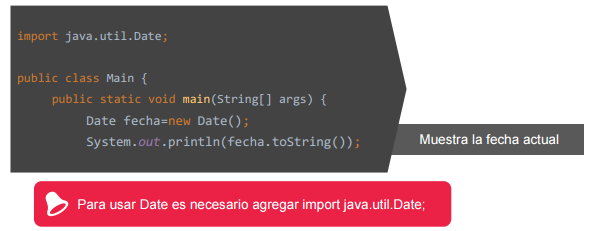 import java.util.Date;
public class Main {
public static void main(String[] args) {
Date fecha=new Date();
System.out.println(fecha.toString());
Muestra la fecha actual
Para usar Date es necesario agregar import java.util.Date;